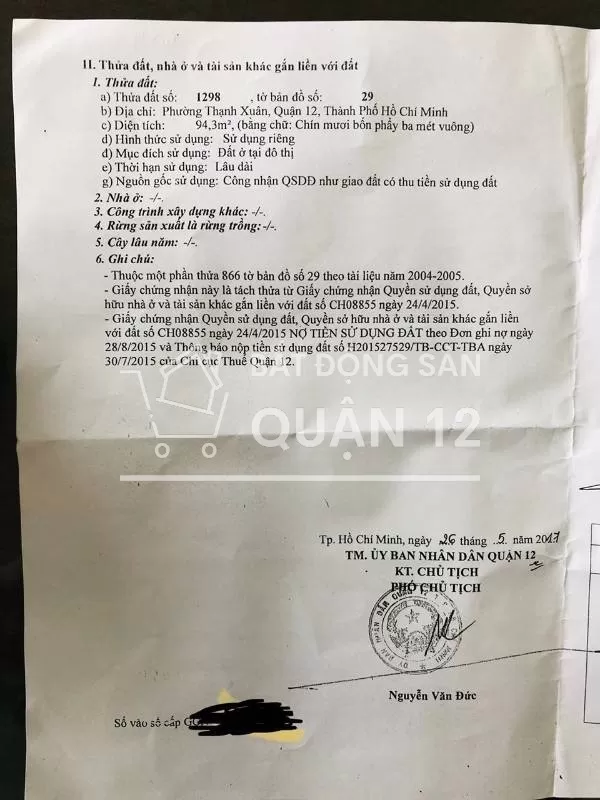 II. Thửa đất, nhà ở và tài sản khác gắn liền với đất
1. Thửa đất:
a) Thửa đất số: 1298 , tờ bản đồ số: 29
b) Địa chỉ: Phường Thạnh Xuân, Quận 12, Thành Phố Hồ Chí Minh
c) Diện tích: 94,3m², (bằng chữ: Chín mươi bốn phẩy ba mét vuông)
d) Hình thức sử dụng: Sử dụng riêng
đ) Mục đích sử dụng: Đất ở tại đô thị
e) Thời hạn sử dụng: Lâu dài
g) Nguồn gốc sử dụng: Công nhận QSDĐ như giao đất có thu tiền sử dụng đất
2. Nhà ở: -/-.
3. Công trình xây dựng khác: -/-.
4. Rừng sản xuất là rừng trồng: -/-.
5. Cây lâu năm: -/-.
6. Ghi chú:
- Thuộc một phần thửa 866 tờ bản đồ số 29 theo tài liệu năm 2004-2005.
- Giấy chứng nhận này là tách thửa từ Giấy chứng nhận Quyền sử dụng đất, Quyền sở
hữu nhà ở và tài sản khác gắn liền với đất số CH08855 ngày 24/4/2015.
- Giấy chứng nhận Quyền sử dụng đất, Quyền sở hữu nhà ở và tài sản khác gắn liền
với đất số CH08855 ngày 24/4/2015 NỢ TIỀN SỬ DỤNG ĐẤT theo Đơn ghi nợ ngày
28/8/2015 và Thông báo nộp tiền sử dụng đất số H201527529/TB-CCT-TBA ngày
30/7/2015 của Chi cục Thuế Quận 12.
BẤT ĐỘNG SẢN
QUẬN 12
Tp. Hồ Chí Minh, ngày 26 tháng 5 năm 2017
TM. ỦY BAN NHÂN DÂN QUẬN 12
KT. CHỦ TỊCH
PHÓ CHỦ TỊCH
Nguyễn Văn Đức
Số vào sổ cấp